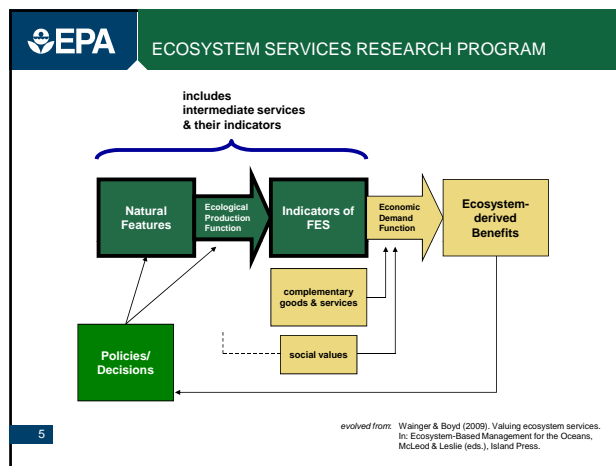 EPA
ECOSYSTEM SERVICES RESEARCH PROGRAM
includes
intermediate services
& their indicators
Natural
Features
Ecological
Production
Function
Indicators of
FES
Economic
Demand
Function
Ecosystem-
derived
Benefits
complementary
goods & services
social values
Policies/
Decisions
evolved from: Wainger & Boyd (2009). Valuing ecosystem services.
In: Ecosystem-Based Management for the Oceans,
McLeod & Leslie (eds.), Island Press.
5